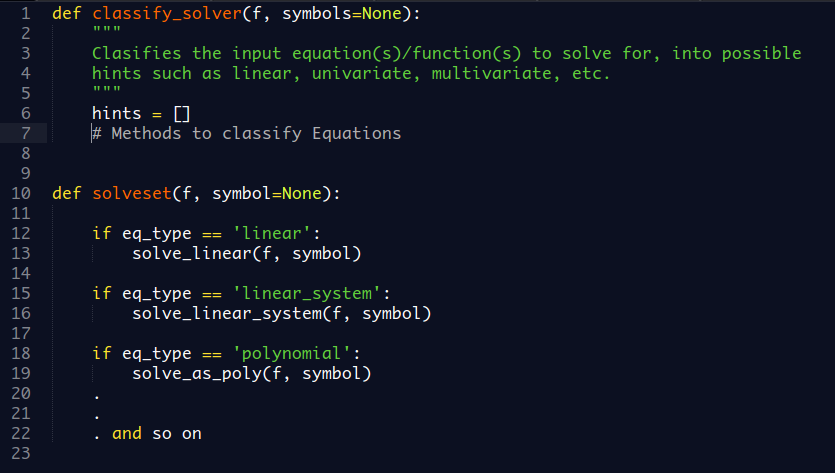 1 def classify_solver(f, symbols=None):
2 """
3 Clasifies the input equation(s)/function(s) to solve for, into possible
4 hints such as linear, univariate, multivariate, etc.
5 """
6 hints = []
7 # Methods to classify Equations
8
9
10 def solveset(f, symbol=None):
11
12 if eq_type == 'linear':
13 solve_linear(f, symbol)
14
15 if eq_type == 'linear_system':
16 solve_linear_system(f, symbol)
17
18 if eq_type == 'polynomial':
19 solve_as_poly(f, symbol)
20 .
21 .
22 . and so on
23